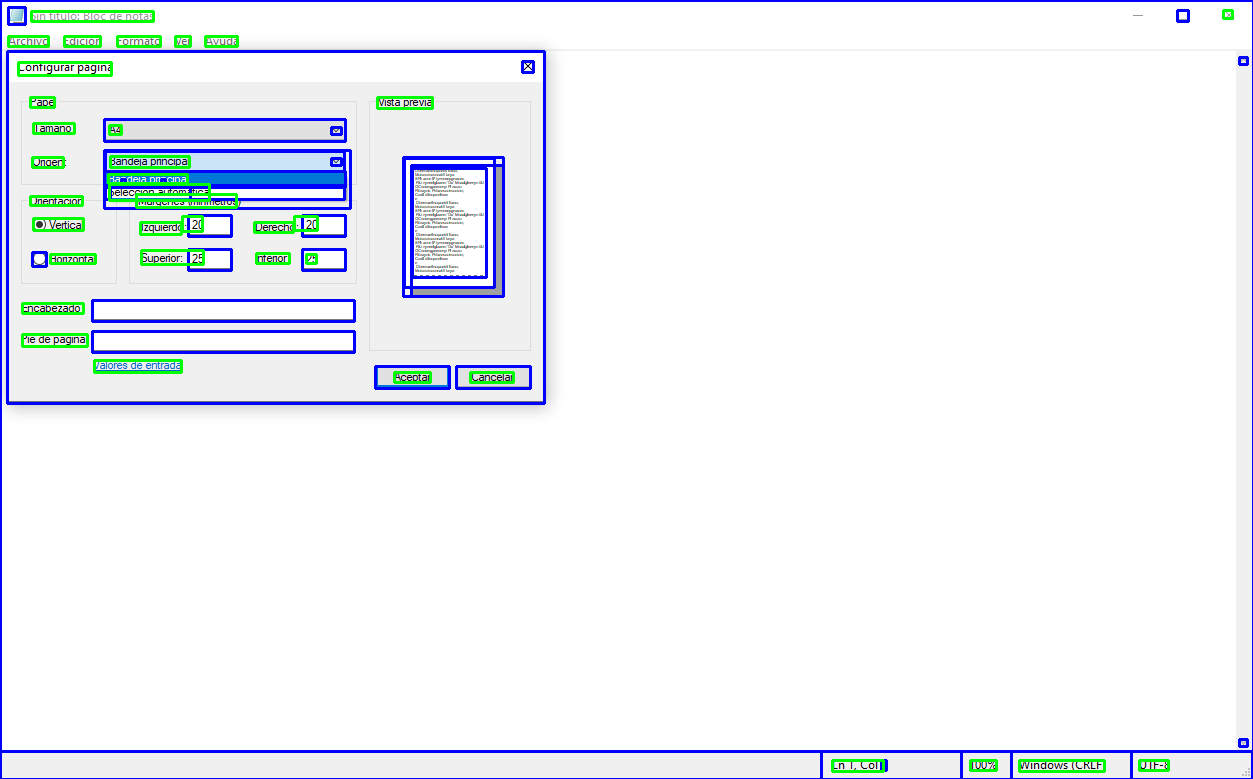 Sin título: Bloc de notas
Archivo Edición Formato Ver Ayuda
Configurar página
Papel
Tamaño
A4
Origen:
Bandeja principal
Bandeja principal
Selección automática
Orientación
Márgenes (milímetros)
Vertical
Horizontal
Izquierdo: 20 Derecho: 20
Superior: 25 Inferior 25
Encabezado
Pie de página
Valores de entrada
Vista previa
Aceptar Cancelar
Ln 1, Col 1 100% Windows (CRLF) UTF-8